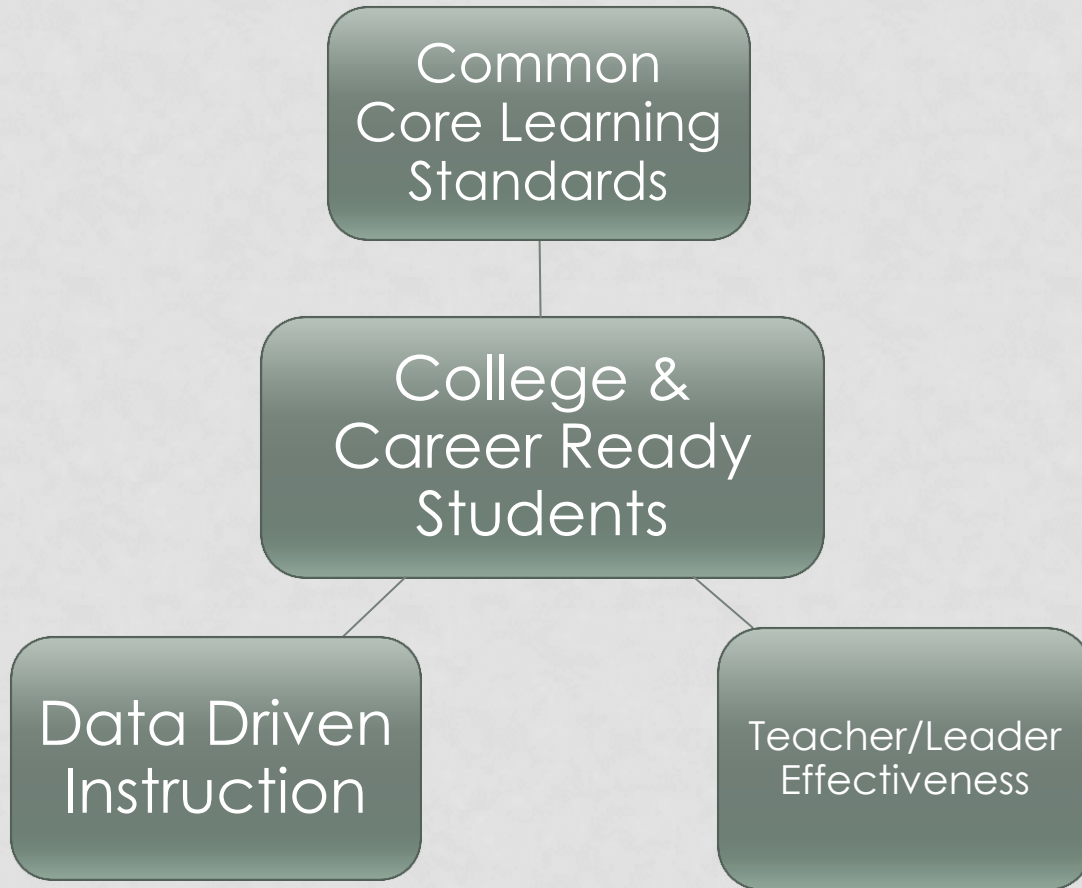 Common
Core Learning
Standards
College &
Career Ready
Students
Data Driven
Instruction
Teacher/Leader
Effectiveness